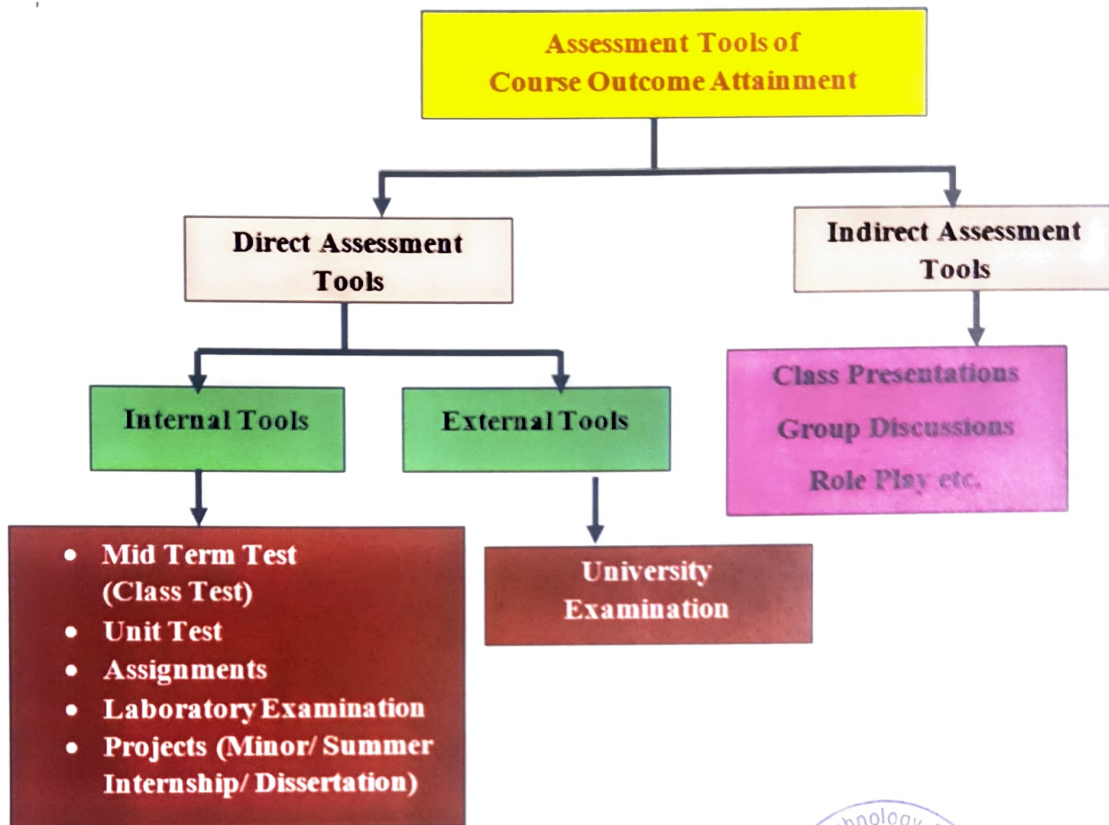 Assessment Tools of
Course Outcome Attainment
Direct Assessment
Tools
Indirect Assessment
Tools
Internal Tools
External Tools
Class Presentations
Group Discussions
Role Play etc.
• Mid Term Test
(Class Test)
• Unit Test
• Assignments
• Laboratory Examination
• Projects (Minor/ Summer
Internship/ Dissertation)
University
Examination